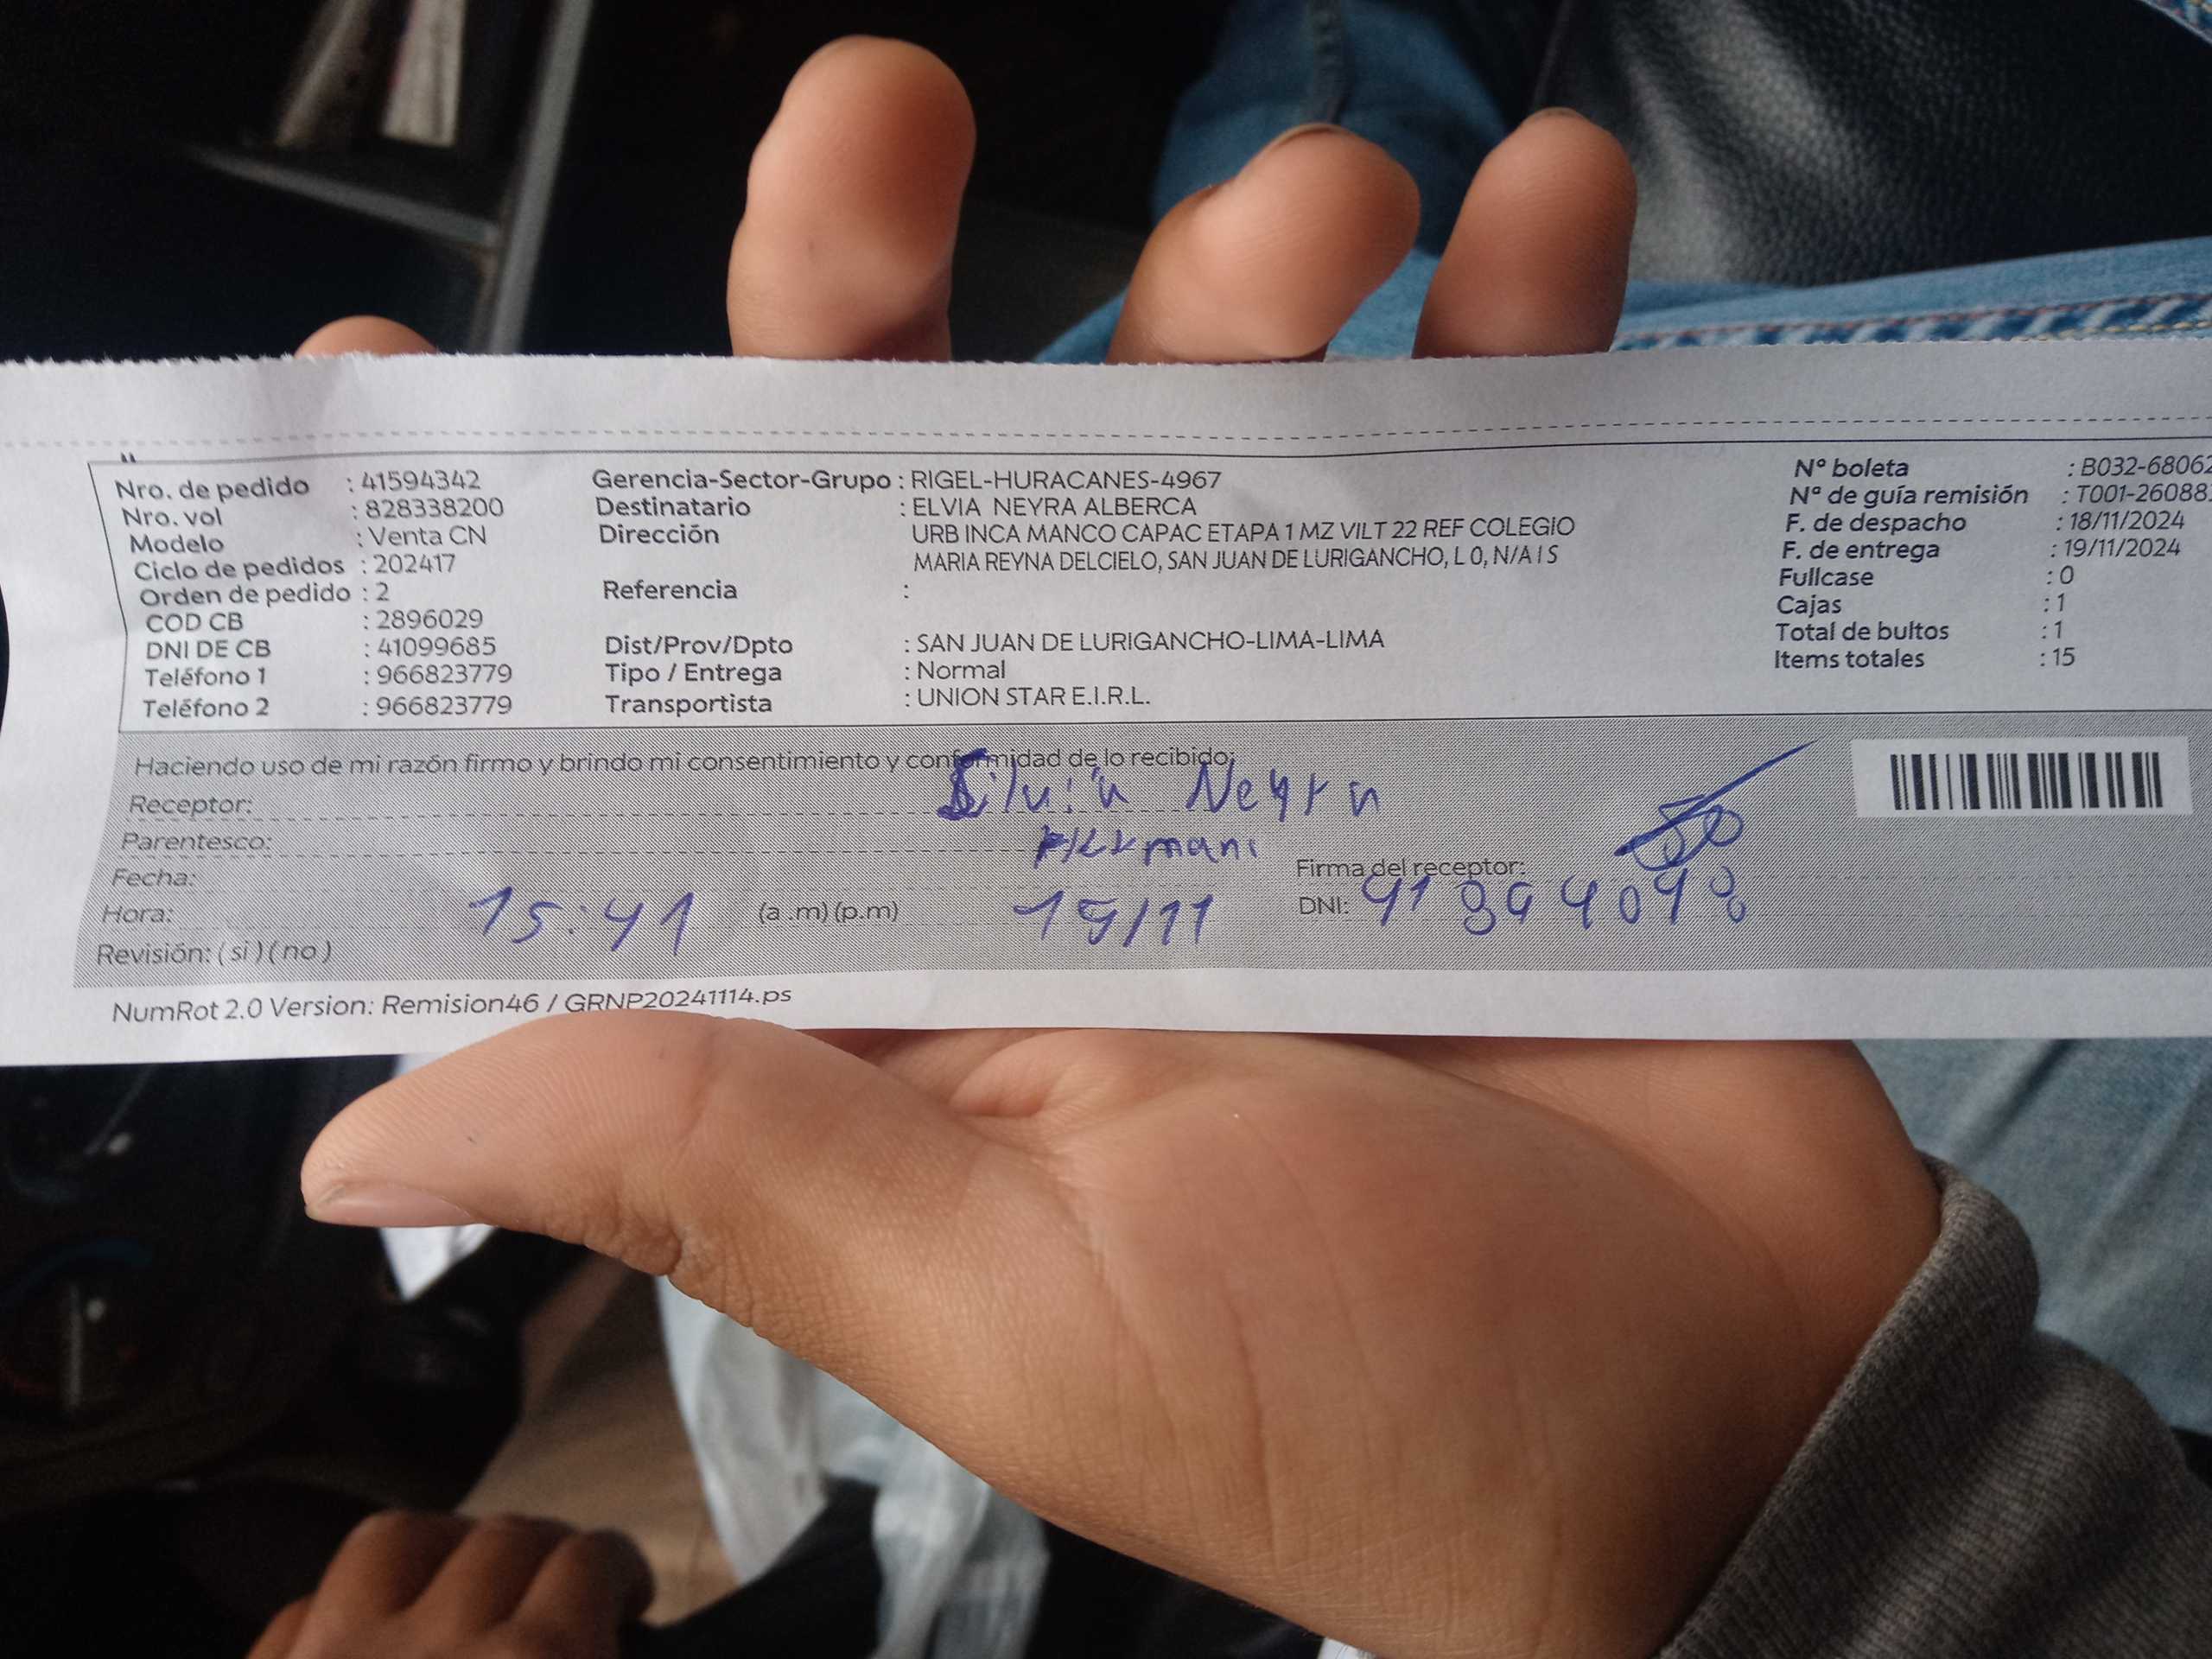 Nro. de pedido : 41594342
Nro. vol : 828338200
Modelo : Venta CN
Ciclo de pedidos : 202417
Orden de pedido : 2
COD CB : 2896029
DNI DE CB : 41099685
Teléfono 1 : 966823779
Teléfono 2 : 966823779
Gerencia-Sector-Grupo : RIGEL-HURACANES-4967
Destinatario : ELVIA NEYRA ALBERCA
Dirección URB INCA MANCO CAPAC ETAPA 1 MZ VILT 22 REF COLEGIO
MARIA REYNA DELCIELO, SAN JUAN DE LURIGANCHO, L 0, N/A I S
Referencia :
Dist/Prov/Dpto : SAN JUAN DE LURIGANCHO-LIMA-LIMA
Tipo / Entrega : Normal
Transportista : UNION STAR E.I.R.L.
N° boleta : B032-68062
N° de guía remisión : T001-26088
F. de despacho : 18/11/2024
F. de entrega : 19/11/2024
Fullcase : 0
Cajas : 1
Total de bultos : 1
Items totales : 15
Haciendo uso de mi razón firmo y brindo mi consentimiento y conformidad de lo recibido:
Receptor: Silvia Neyra
Parentesco:
Fecha: Firma del receptor:
Hora: 15:41 (a .m) (p.m) 19/11 DNI:
Revisión: ( si ) ( no )
NumRot 2.0 Version: Remision46 / GRNP20241114.ps